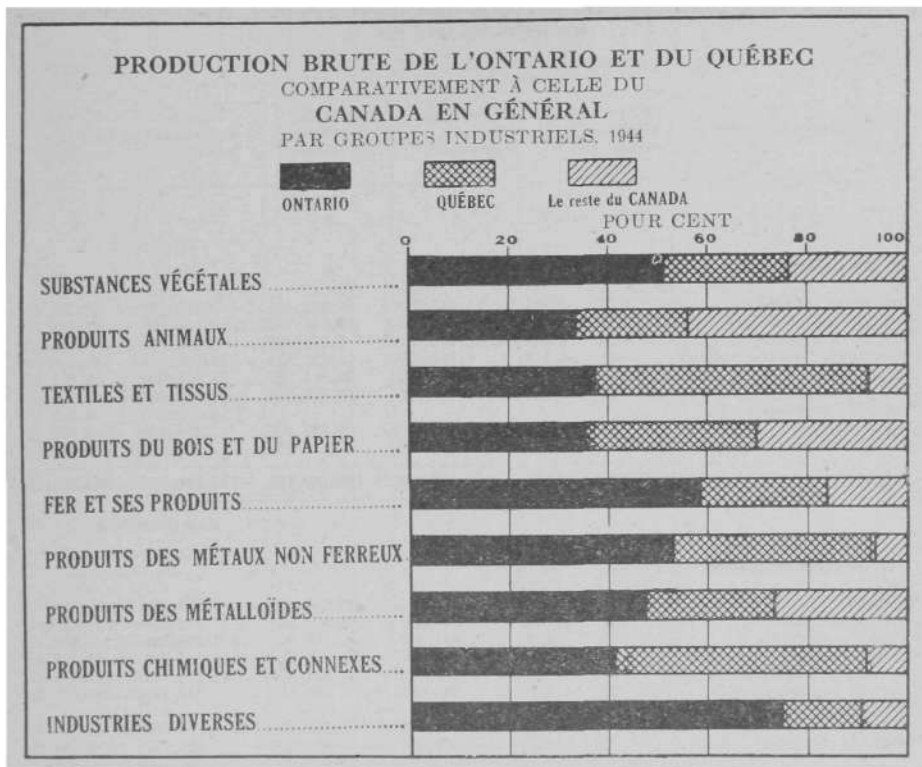 PRODUCTION BRUTE DE L'ONTARIO ET DU QUÉBEC
COMPARATIVEMENT À CELLE DU
CANADA EN GÉNÉRAL
PAR GROUPES INDUSTRIELS, 1944
ONTARIO QUÉBEC Le reste du CANADA
POUR CENT
0 20 40 60 80 100
SUBSTANCES VÉGÉTALES
PRODUITS ANIMAUX
TEXTILES ET TISSUS
PRODUITS DU BOIS ET DU PAPIER
FER ET SES PRODUITS
PRODUITS DES MÉTAUX NON FERREUX
PRODUITS DES MÉTALLOÏDES
PRODUITS CHIMIQUES ET CONNEXES
INDUSTRIES DIVERSES